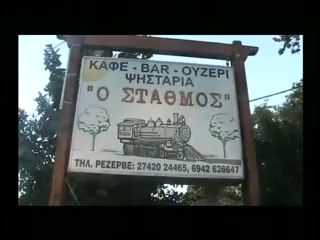 ΚΑΦΕ - BAR - ΟΥΖΕΡΙ
ΨΗΣΤΑΡΙΑ
"Ο ΣΤΑΘΜΟΣ"
ΤΗΛ. ΡΕΖΕΡΒΕ: 27420 24465, 6942 626647